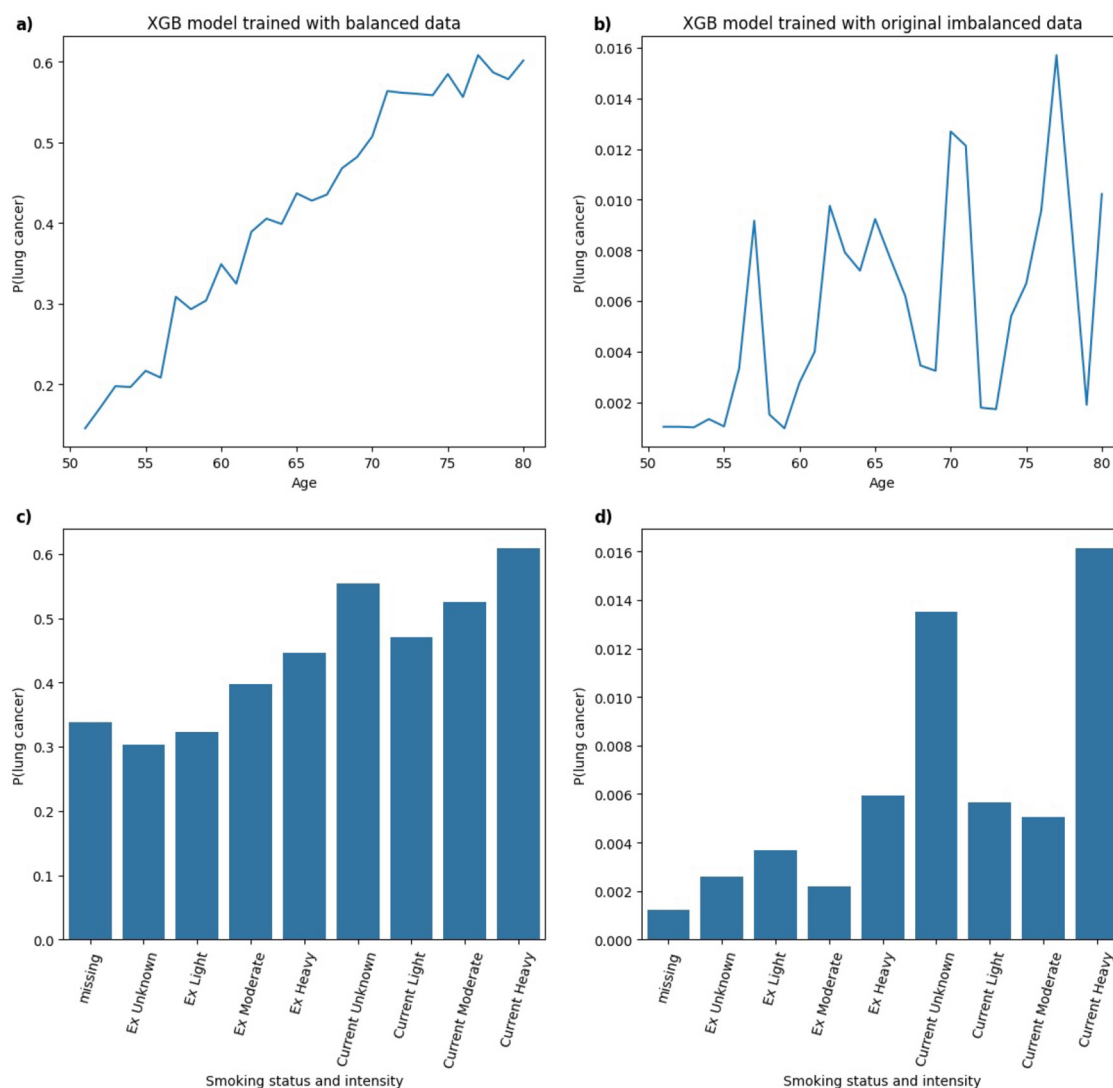 a)
XGB model trained with balanced data
0.6
0.5
0.4
0.3
0.2
P(lung cancer)
50
55
60
65
70
75
80
Age
b)
XGB model trained with original imbalanced data
0.016
0.014
0.012
0.010
0.008
0.006
0.004
0.002
P(lung cancer)
50
55
60
65
70
75
80
Age
c)
0.6
0.5
0.4
0.3
0.2
0.1
0.0
P(lung cancer)
missing
Ex Unknown
Ex Light
Ex Moderate
Ex Heavy
Current Unknown
Current Light
Current Moderate
Current Heavy
Smoking status and intensity
d)
0.016
0.014
0.012
0.010
0.008
0.006
0.004
0.002
0.000
P(lung cancer)
missing
Ex Unknown
Ex Light
Ex Moderate
Ex Heavy
Current Unknown
Current Light
Current Moderate
Current Heavy
Smoking status and intensity